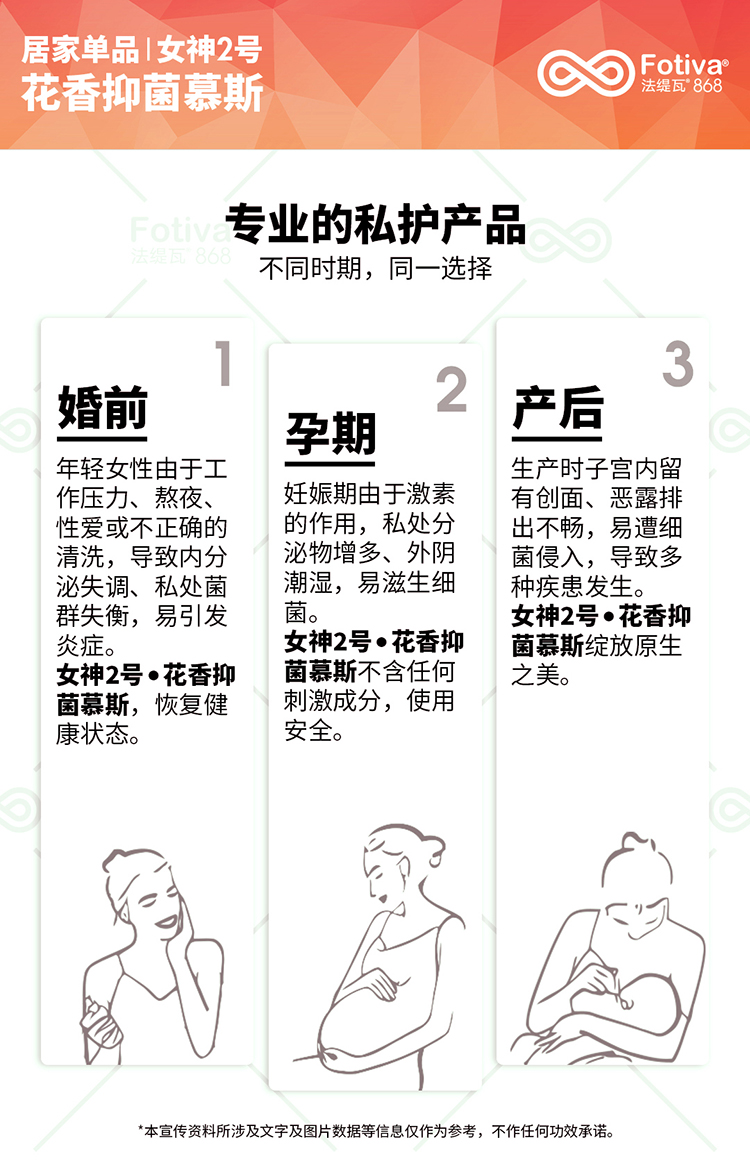 居家单品|女神2号
花香抑菌慕斯
Fotiva®
法缇瓦®868
Fotiva
法缇瓦®868
专业的私护产品
不同时期，同一选择
1
婚前
年轻女性由于工
作压力、熬夜、
性爱或不正确的
清洗，导致内分
泌失调、私处菌
群失衡，易引发
炎症。
女神2号•花香抑
菌慕斯，恢复健
康状态。
2
孕期
妊娠期由于激素
的作用，私处分
泌物增多、外阴
潮湿，易滋生细
菌。
女神2号•花香抑
菌慕斯不含任何
刺激成分，使用
安全。
3
产后
生产时子宫内留
有创面、恶露排
出不畅，易遭细
菌侵入，导致多
种疾患发生。
女神2号•花香抑
菌慕斯绽放原生
之美。
*本宣传资料所涉及文字及图片数据等信息仅作为参考，不作任何功效承诺。